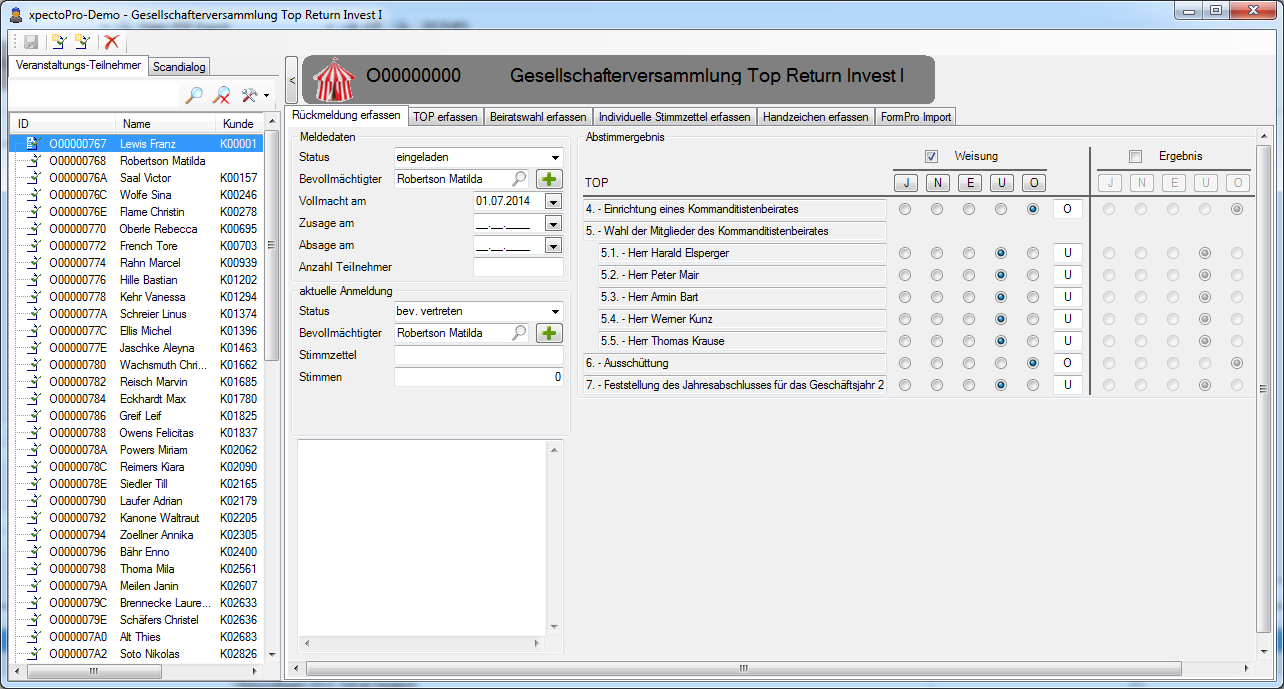 xpectoPro-Demo - Gesellschafterversammlung Top Return Invest I
Veranstaltungs-Teilnehmer Scandialog
ID Name Kunde
O00000767 Lewis Franz K00001
O00000768 Robertson Matilda
O0000076A Saal Victor K00157
O0000076C Wolfe Sina K00246
O0000076E Flame Christin K00278
O00000770 Oberle Rebecca K00695
O00000772 French Tore K00703
O00000774 Rahn Marcel K00939
O00000776 Hille Bastian K01202
O00000778 Kehr Vanessa K01294
O0000077A Schreier Linus K01374
O0000077C Ellis Michel K01396
O0000077E Jaschke Aleyna K01463
O00000780 Wachsmuth Chri... K01662
O00000782 Reisch Marvin K01685
O00000784 Eckhardt Max K01780
O00000786 Greif Leif K01825
O00000788 Owens Felicitas K01837
O0000078A Powers Miriam K02062
O0000078C Reimers Kiara K02090
O0000078E Siedler Till K02165
O00000790 Laufer Adrian K02179
O00000792 Kanone Waltraut K02205
O00000794 Zoellner Annika K02305
O00000796 Bähr Enno K02400
O00000798 Thoma Mila K02561
O0000079A Meilen Janin K02607
O0000079C Brennecke Laure... K02633
O0000079E Schäfers Christel K02636
O000007A0 Alt Thies K02683
O000007A2 Soto Nikolas K02826
<
O00000000 Gesellschafterversammlung Top Return Invest I
Rückmeldung erfassen TOP erfassen Beiratswahl erfassen Individuelle Stimmzettel erfassen Handzeichen erfassen FormPro Import
Meldedaten
Status eingeladen
Bevollmächtigter Robertson Matilda
Vollmacht am 01.07.2014
Zusage am __.__.____
Absage am __.__.____
Anzahl Teilnehmer
aktuelle Anmeldung
Status bev. vertreten
Bevollmächtigter Robertson Matilda
Stimmzettel
Stimmen 0
Abstimmergebnis
Weisung Ergebnis
TOP J N E U O J N E U O
4. - Einrichtung eines Kommanditistenbeirates O
5. - Wahl der Mitglieder des Kommanditistenbeirates
5.1. - Herr Harald Elsperger U
5.2. - Herr Peter Mair U
5.3. - Herr Armin Bart U
5.4. - Herr Werner Kunz U
5.5. - Herr Thomas Krause U
6. - Ausschüttung O
7. - Feststellung des Jahresabschlusses für das Geschäftsjahr 2 U